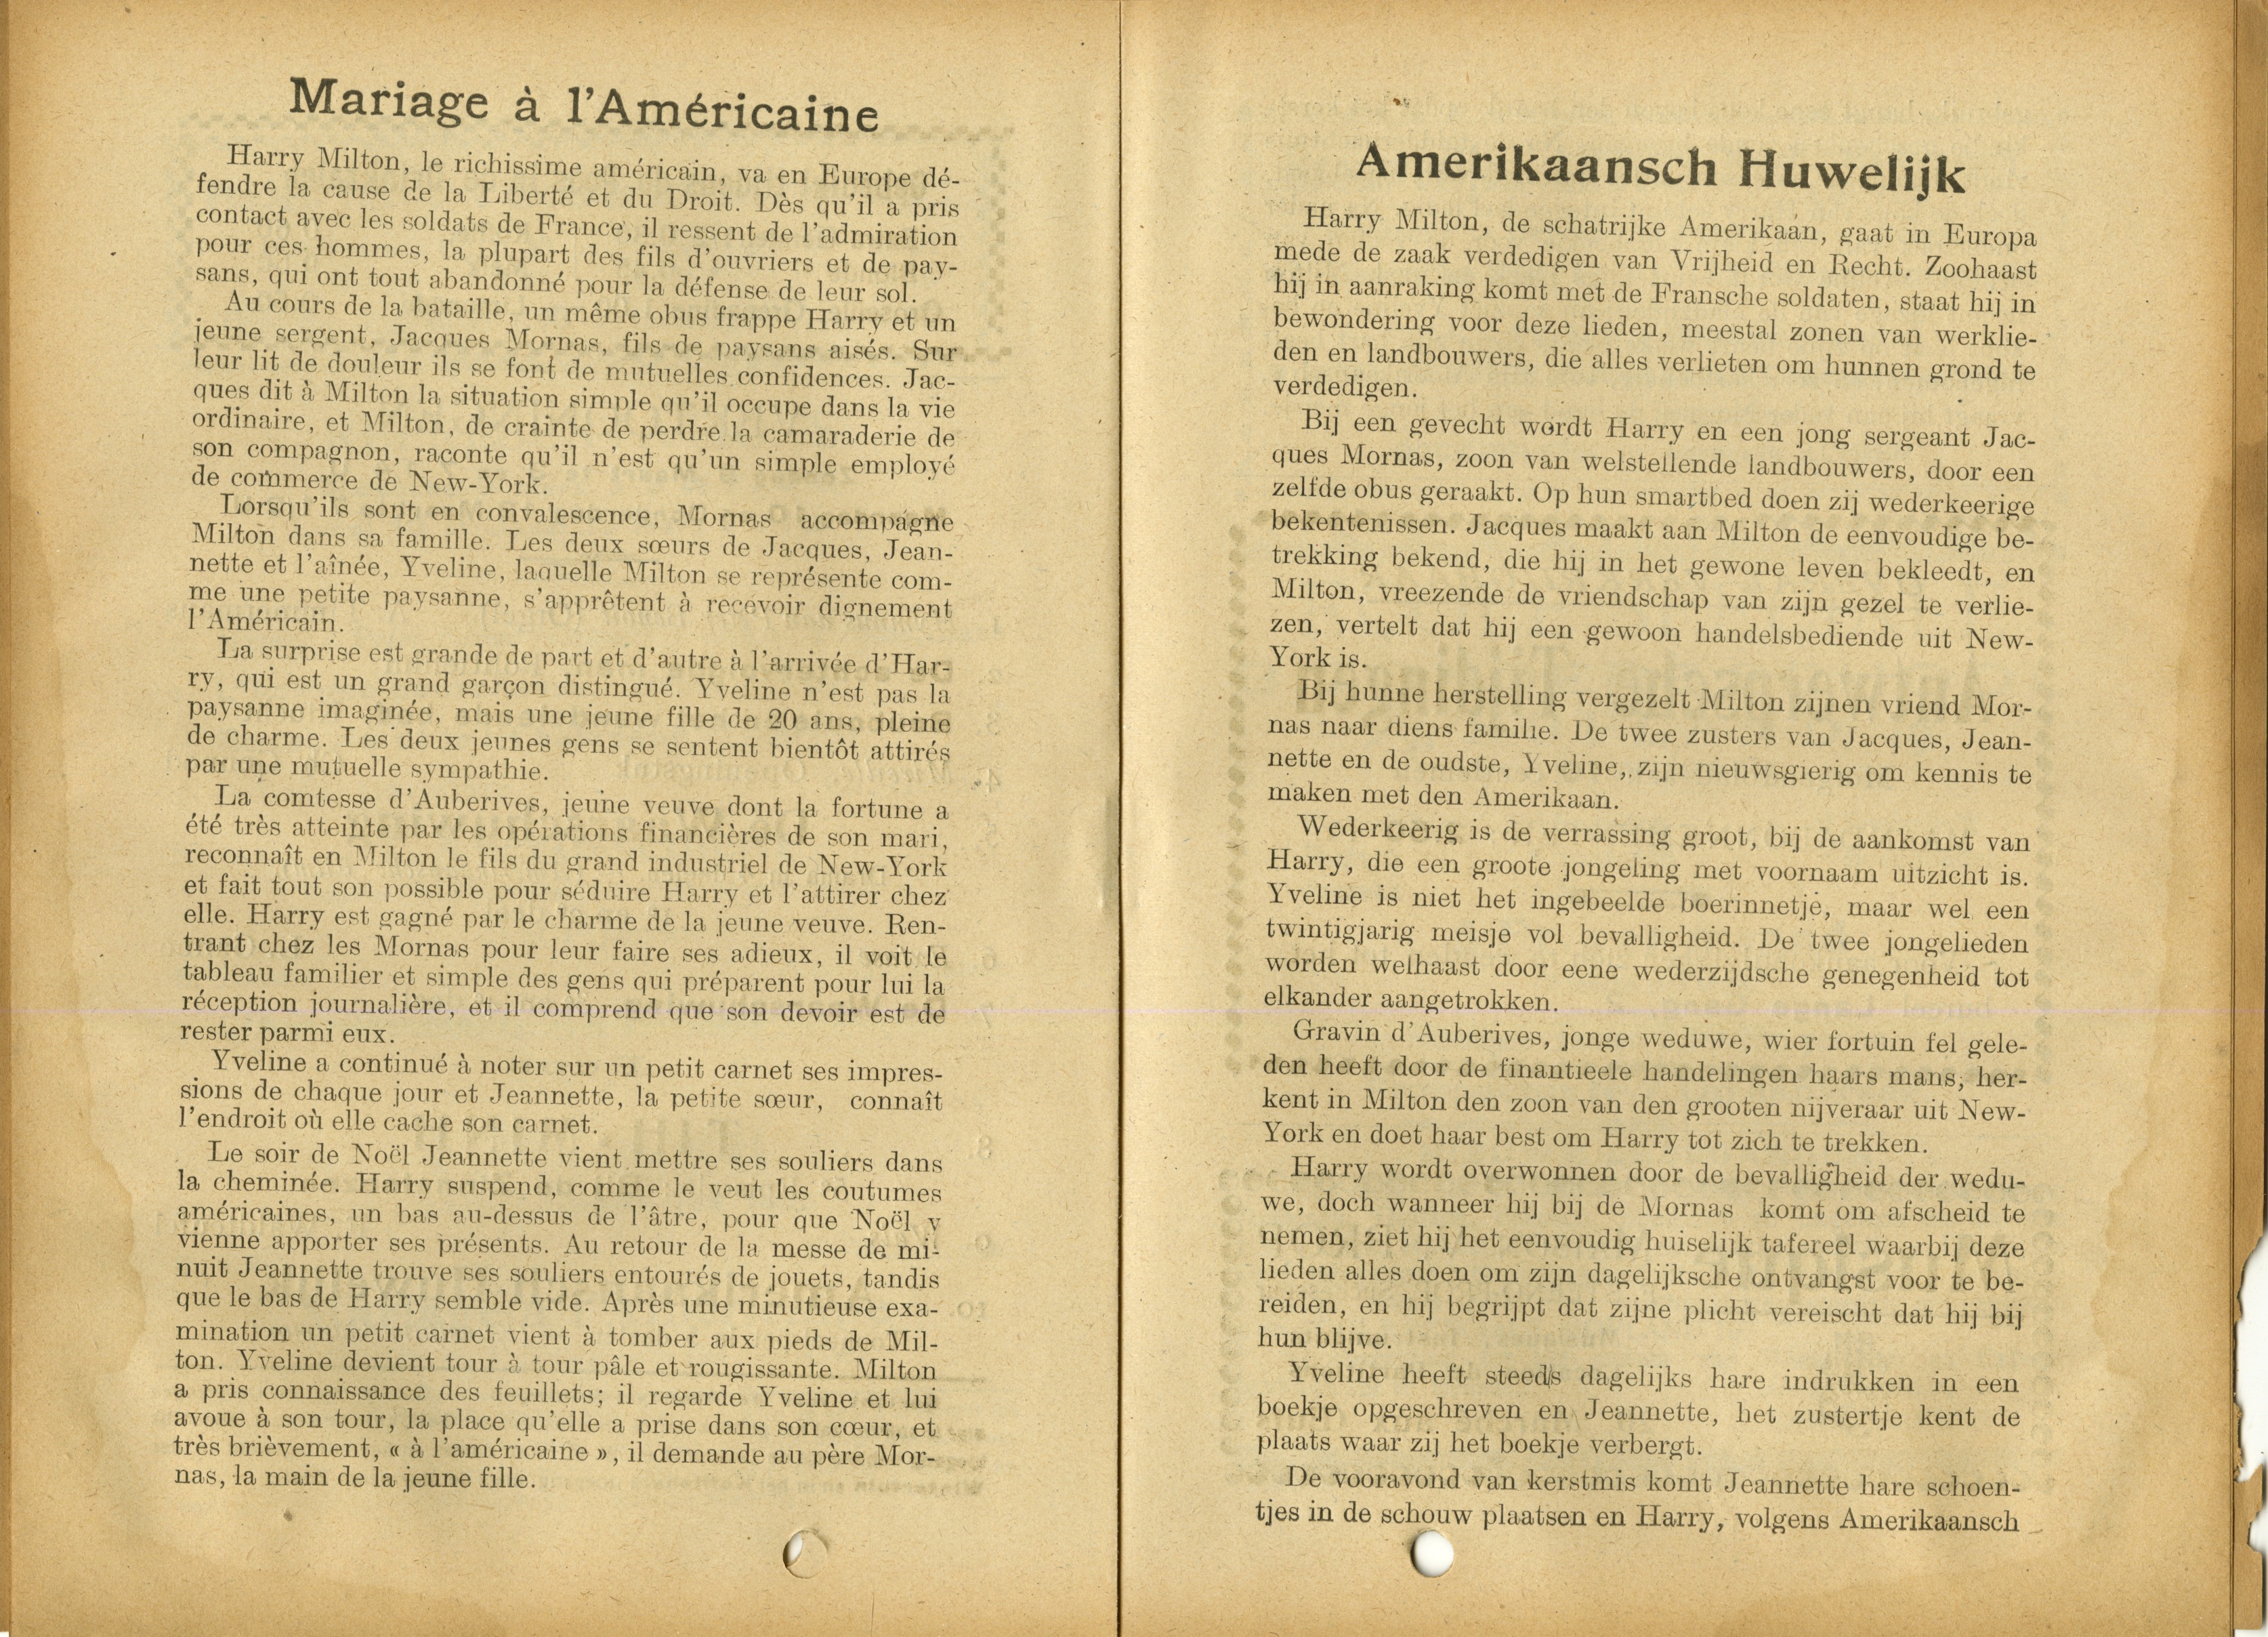 Mariage à l'Américaine
Harry Milton, le richissime américain, va en Europe dé-
fendre la cause de la Liberté et du Droit. Dès qu'il a pris
contact avec les soldats de France, il ressent de l'admiration
pour ces hommes, la plupart des fils d'ouvriers et de pay-
sans, qui ont tout abandonné pour la défense de leur sol.
Au cours de la bataille, un même obus frappe Harry et un
jeune sergent, Jacques Mornas, fils de paysans aisés. Sur
leur lit de douleur ils se font de mutuelles confidences. Jac-
ques dit à Milton la situation simple qu'il occupe dans la vie
ordinaire, et Milton, de crainte de perdre la camaraderie de
son compagnon, raconte qu'il n'est qu'un simple employé
de commerce de New-York.
Lorsqu'ils sont en convalescence, Mornas accompagne
Milton dans sa famille. Les deux sœurs de Jacques, Jean-
nette et l'aînée, Yveline, laquelle Milton se représente com-
me une petite paysanne, s'apprêtent à recevoir dignement
l'Américain.
La surprise est grande de part et d'autre à l'arrivée d'Har-
ry, qui est un grand garçon distingué. Yveline n'est pas la
paysanne imaginée, mais une jeune fille de 20 ans, pleine
de charme. Les deux jeunes gens se sentent bientôt attirés
par une mutuelle sympathie.
La comtesse d'Auberives, jeune veuve dont la fortune a
été très atteinte par les opérations financières de son mari,
reconnaît en Milton le fils du grand industriel de New-York
et fait tout son possible pour séduire Harry et l'attirer chez
elle. Harry est gagné par le charme de la jeune veuve. Ren-
trant chez les Mornas pour leur faire ses adieux, il voit le
tableau familier et simple des gens qui préparent pour lui la
réception journalière, et il comprend que son devoir est de
rester parmi eux.
Yveline a continué à noter sur un petit carnet ses impres-
sions de chaque jour et Jeannette, la petite sœur, connaît
l'endroit où elle cache son carnet.
Le soir de Noël Jeannette vient mettre ses souliers dans
la cheminée. Harry suspend, comme le veut les coutumes
américaines, un bas au-dessus de l'âtre, pour que Noël y
vienne apporter ses présents. Au retour de la messe de mi-
nuit Jeannette trouve ses souliers entourés de jouets, tandis
que le bas de Harry semble vide. Après une minutieuse exa-
mination un petit carnet vient à tomber aux pieds de Mil-
ton. Yveline devient tour à tour pâle et rougissante. Milton
a pris connaissance des feuillets; il regarde Yveline et lui
avoue à son tour, la place qu'elle a prise dans son cœur, et
très brièvement, « à l'américaine », il demande au père Mor-
nas, la main de la jeune fille.
Amerikaansch Huwelijk
Harry Milton, de schatrijke Amerikaan, gaat in Europa
mede de zaak verdedigen van Vrijheid en Recht. Zoohaast
hij in aanraking komt met de Fransche soldaten, staat hij in
bewondering voor deze lieden, meestal zonen van werklie-
den en landbouwers, die alles verlieten om hunnen grond te
verdedigen.
Bij een gevecht wordt Harry en een jong sergeant Jac-
ques Mornas, zoon van welstellende landbouwers, door een
zelfde obus geraakt. Op hun smartbed doen zij wederkeerige
bekentenissen. Jacques maakt aan Milton de eenvoudige be-
trekking bekend, die hij in het gewone leven bekleedt, en
Milton, vreezende de vriendschap van zijn gezel te verlie-
zen, vertelt dat hij een gewoon handelsbediende uit New-
York is.
Bij hunne herstelling vergezelt Milton zijnen vriend Mor-
nas naar diens familie. De twee zusters van Jacques, Jean-
nette en de oudste, Yveline, zijn nieuwsgierig om kennis te
maken met den Amerikaan.
Wederkeerig is de verrassing groot, bij de aankomst van
Harry, die een groote jongeling met voornaam uitzicht is.
Yveline is niet het ingebeelde boerinnetje, maar wel een
twintigjarig meisje vol bevalligheid. De twee jongelieden
worden welhaast door eene wederzijdsche genegenheid tot
elkander aangetrokken.
Gravin d'Auberives, jonge weduwe, wier fortuin fel gele-
den heeft door de finantieele handelingen haars mans, her-
kent in Milton den zoon van den grooten nijveraar uit New-
York en doet haar best om Harry tot zich te trekken.
Harry wordt overwonnen door de bevalligheid der wedu-
we, doch wanneer hij bij de Mornas komt om afscheid te
nemen, ziet hij het eenvoudig huiselijk tafereel waarbij deze
lieden alles doen om zijn dagelijksche ontvangst voor te be-
reiden, en hij begrijpt dat zijne plicht vereischt dat hij bij
hun blijve.
Yveline heeft steeds dagelijks hare indrukken in een
boekje opgeschreven en Jeannette, het zustertje kent de
plaats waar zij het boekje verbergt.
De vooravond van kerstmis komt Jeannette hare schoen-
tjes in de schouw plaatsen en Harry, volgens Amerikaansch